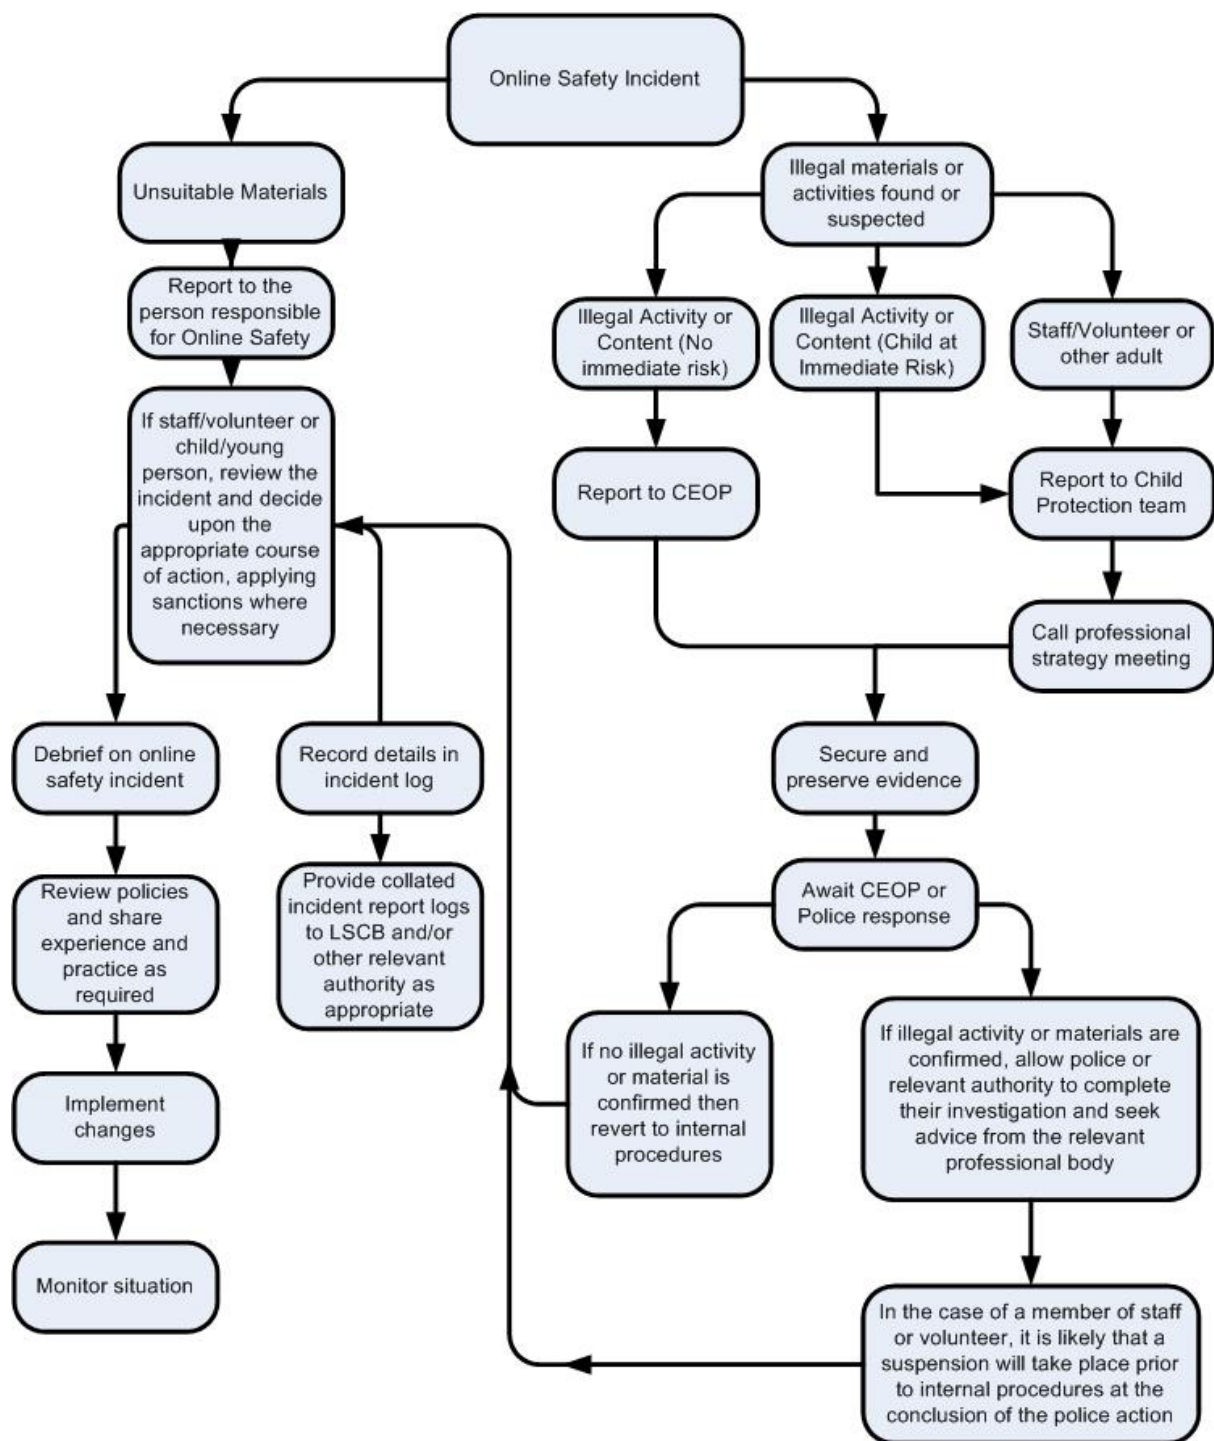 Online Safety Incident
Unsuitable Materials
Report to the
person responsible
for Online Safety
If staff/volunteer or
child/young
person, review the
incident and decide
upon the
appropriate course
of action, applying
sanctions where
necessary
Debrief on online
safety incident
Review policies
and share
experience and
practice as
required
Implement
changes
Monitor situation
Record details in
incident log
Provide collated
incident report logs
to LSCB and/or
other relevant
authority as
appropriate
Illegal materials or
activities found or
suspected
Illegal Activity or
Content (No
immediate risk)
Illegal Activity or
Content (Child at
Immediate Risk)
Staff/Volunteer or
other adult
Report to CEOP
Report to Child
Protection team
Call professional
strategy meeting
Secure and
preserve evidence
Await CEOP or
Police response
If no illegal activity
or material is
confirmed then
revert to internal
procedures
If illegal activity or materials are
confirmed, allow police or
relevant authority to complete
their investigation and seek
advice from the relevant
professional body
In the case of a member of staff
or volunteer, it is likely that a
suspension will take place prior
to internal procedures at the
conclusion of the police action